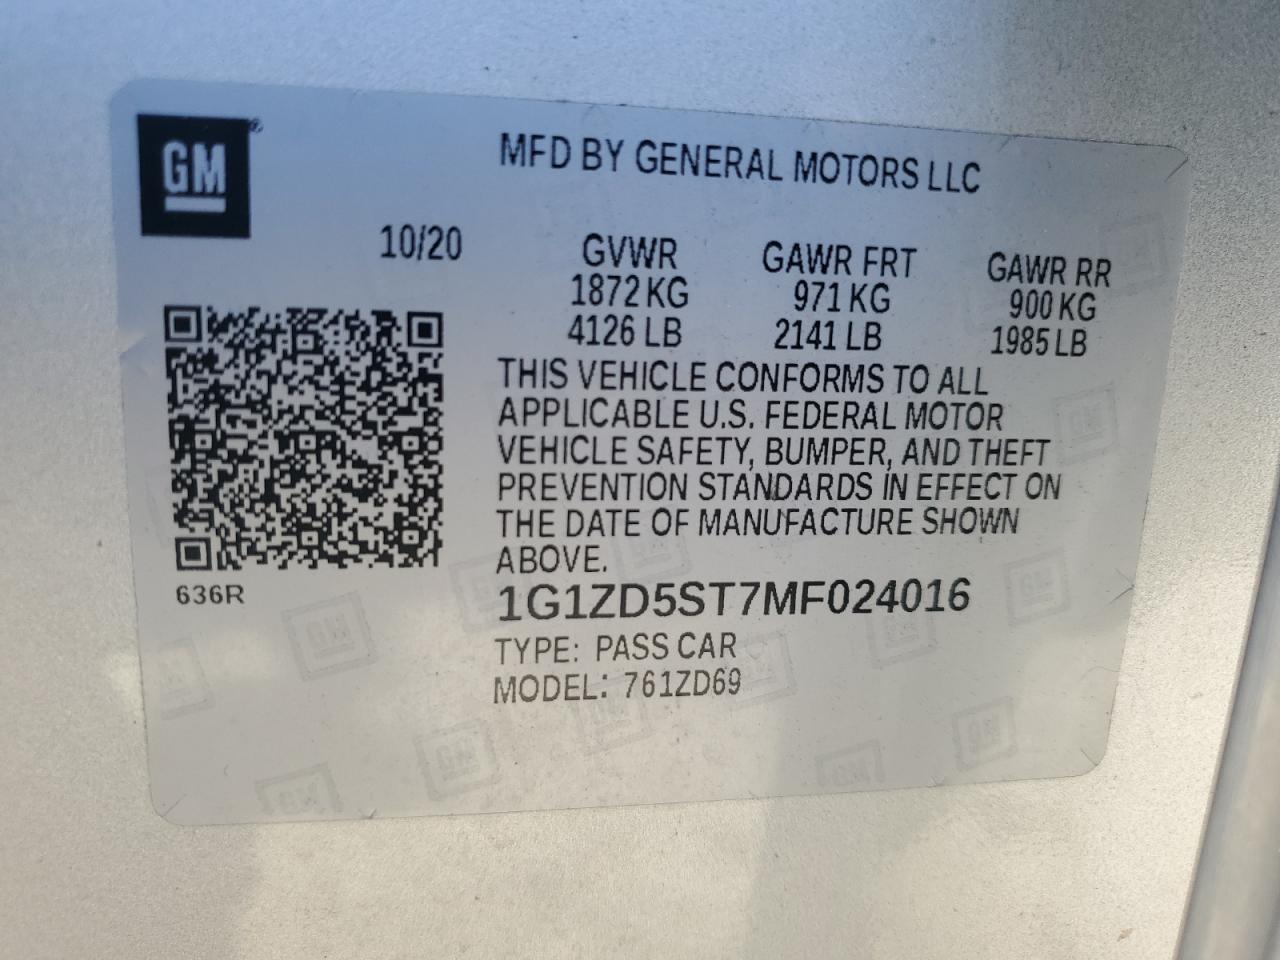 GM®
MFD BY GENERAL MOTORS LLC
10/20
GVWR GAWR FRT GAWR RR
1872 KG 971 KG 900 KG
4126 LB 2141 LB 1985 LB
THIS VEHICLE CONFORMS TO ALL
APPLICABLE U.S. FEDERAL MOTOR
VEHICLE SAFETY, BUMPER, AND THEFT
PREVENTION STANDARDS IN EFFECT ON
THE DATE OF MANUFACTURE SHOWN
ABOVE.
636R
1G1ZD5ST7MF024016
TYPE: PASS CAR
MODEL: 761ZD69